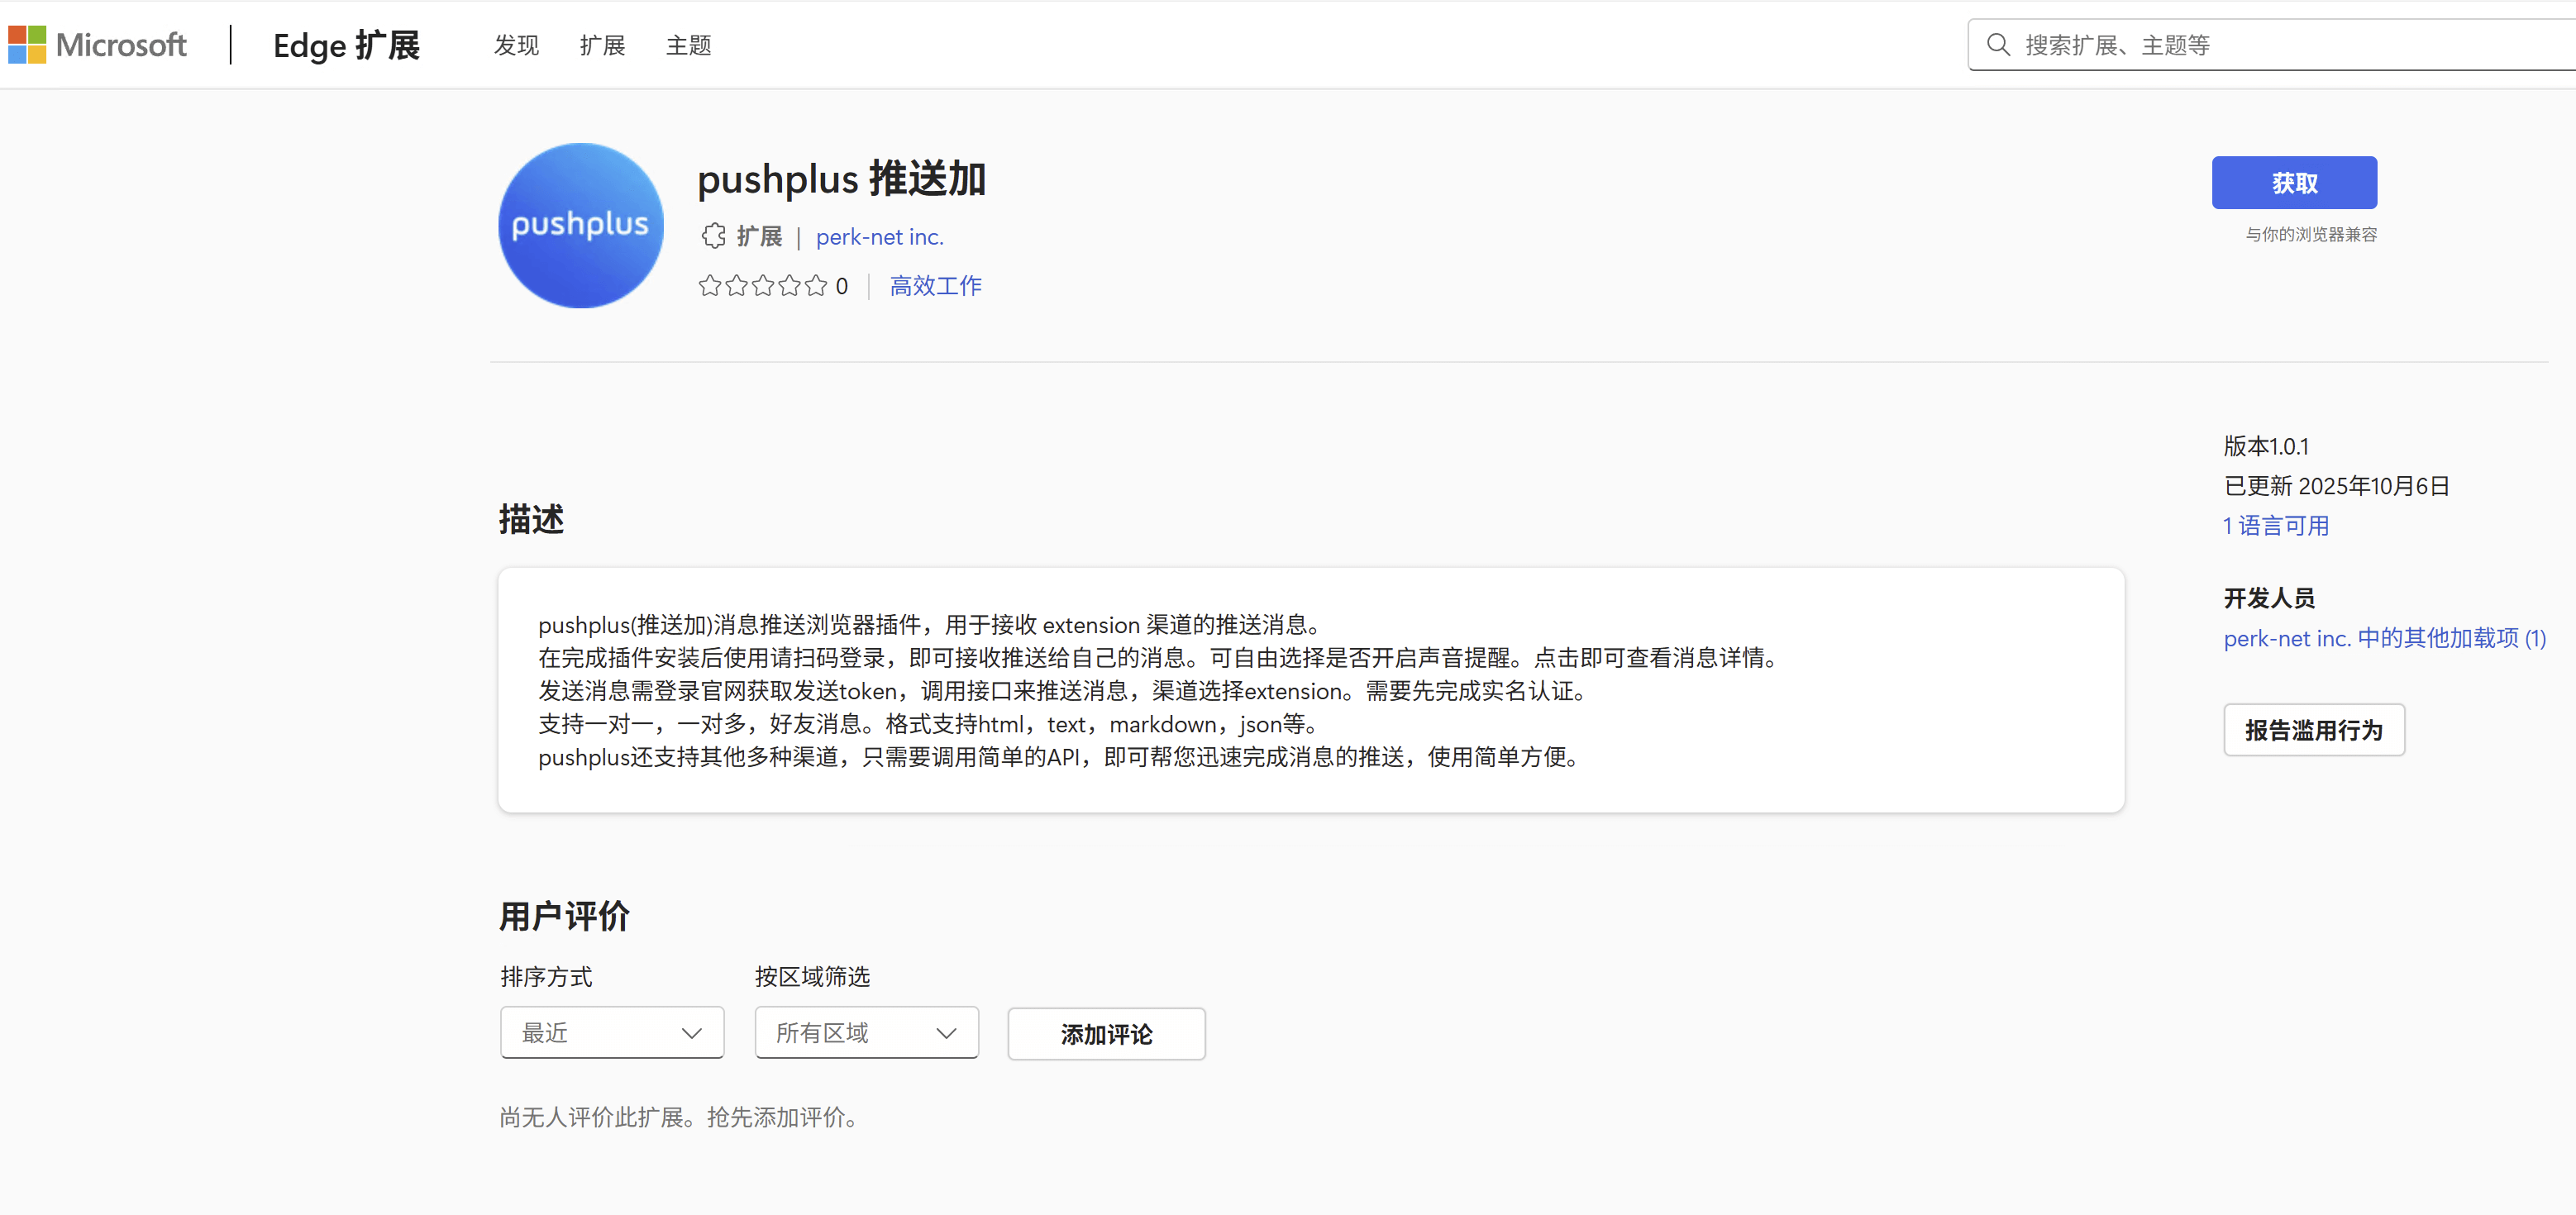 Microsoft
Edge 扩展
发现
扩展
主题
搜索扩展、主题等
pushplus
pushplus 推送加
扩展 | perk-net inc.
0
高效工作
获取
与你的浏览器兼容
描述
pushplus(推送加)消息推送浏览器插件，用于接收 extension 渠道的推送消息。
在完成插件安装后使用请扫码登录，即可接收推送给自己的消息。可自由选择是否开启声音提醒。点击即可查看消息详情。
发送消息需登录官网获取发送token，调用接口来推送消息，渠道选择extension。需要先完成实名认证。
支持一对一，一对多，好友消息。格式支持html，text，markdown，json等。
pushplus还支持其他多种渠道，只需要调用简单的API，即可帮您迅速完成消息的推送，使用简单方便。
版本1.0.1
已更新 2025年10月6日
1 语言可用
开发人员
perk-net inc. 中的其他加载项 (1)
报告滥用行为
用户评价
排序方式
按区域筛选
最近
所有区域
添加评论
尚无人评价此扩展。抢先添加评价。